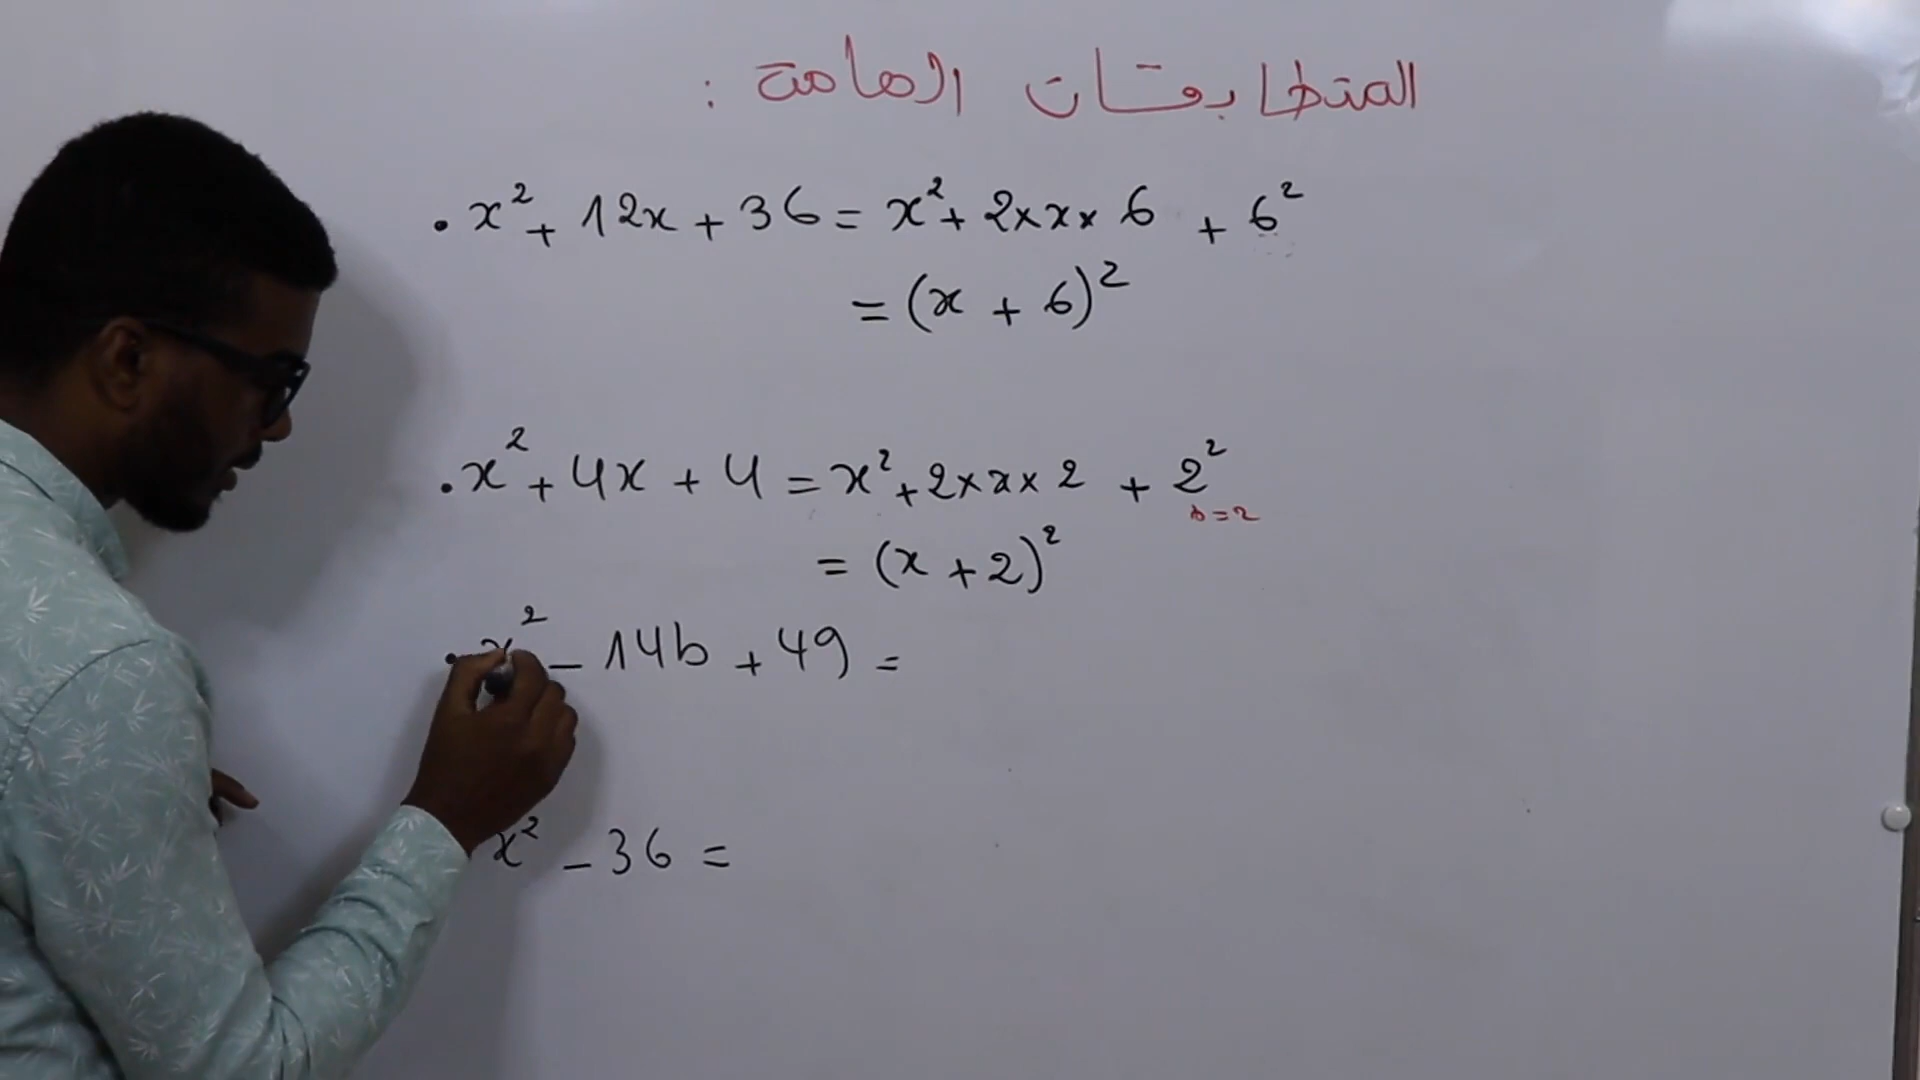 المتطابقات الهامة :
• x² + 12x + 36 = x² + 2 × x × 6 + 6²
= (x + 6)²
• x² + 4x + 4 = x² + 2 × x × 2 + 2²
b = 2
= (x + 2)²
• x² - 14b + 49 =
x² - 36 =